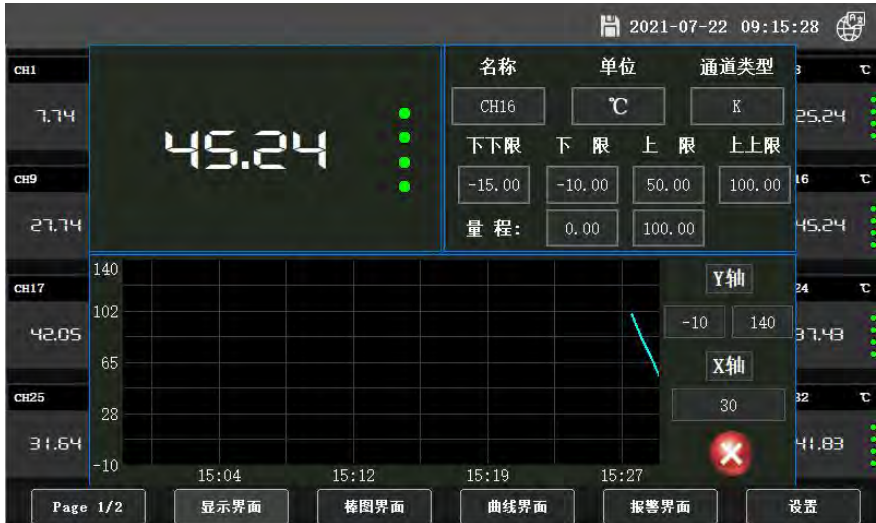 2021-07-22 09:15:28
CH1
7.74
CH9
27.74
CH17
42.05
CH25
31.64
45.24
名称 单位 通道类型
CH16 ℃ K
下下限 下 限 上 限 上上限
-15.00 -10.00 50.00 100.00
量 程: 0.00 100.00
8 ℃
25.24
16 ℃
45.24
24 ℃
37.43
32 ℃
41.83
140
102
65
28
-10
15:04 15:12 15:19 15:27
Y轴
-10 140
X轴
30
Page 1/2 显示界面 棒图界面 曲线界面 报警界面 设置